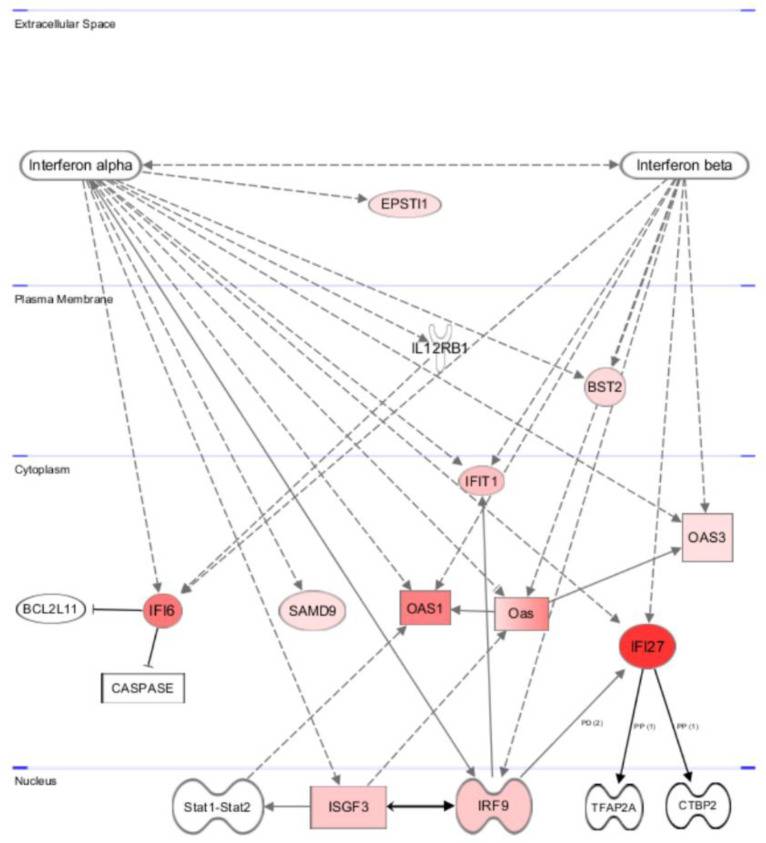 Extracellular Space
Interferon alpha
Interferon beta
EPSTI1
Plasma Membrane
IL12RB1
BST2
Cytoplasm
IFIT1
OAS3
BCL2L11
IFI6
SAMD9
OAS1
Oas
IFI27
CASPASE
PD (2)
PP (1)
PP (1)
Nucleus
Stat1-Stat2
ISGF3
IRF9
TFAP2A
CTBP2